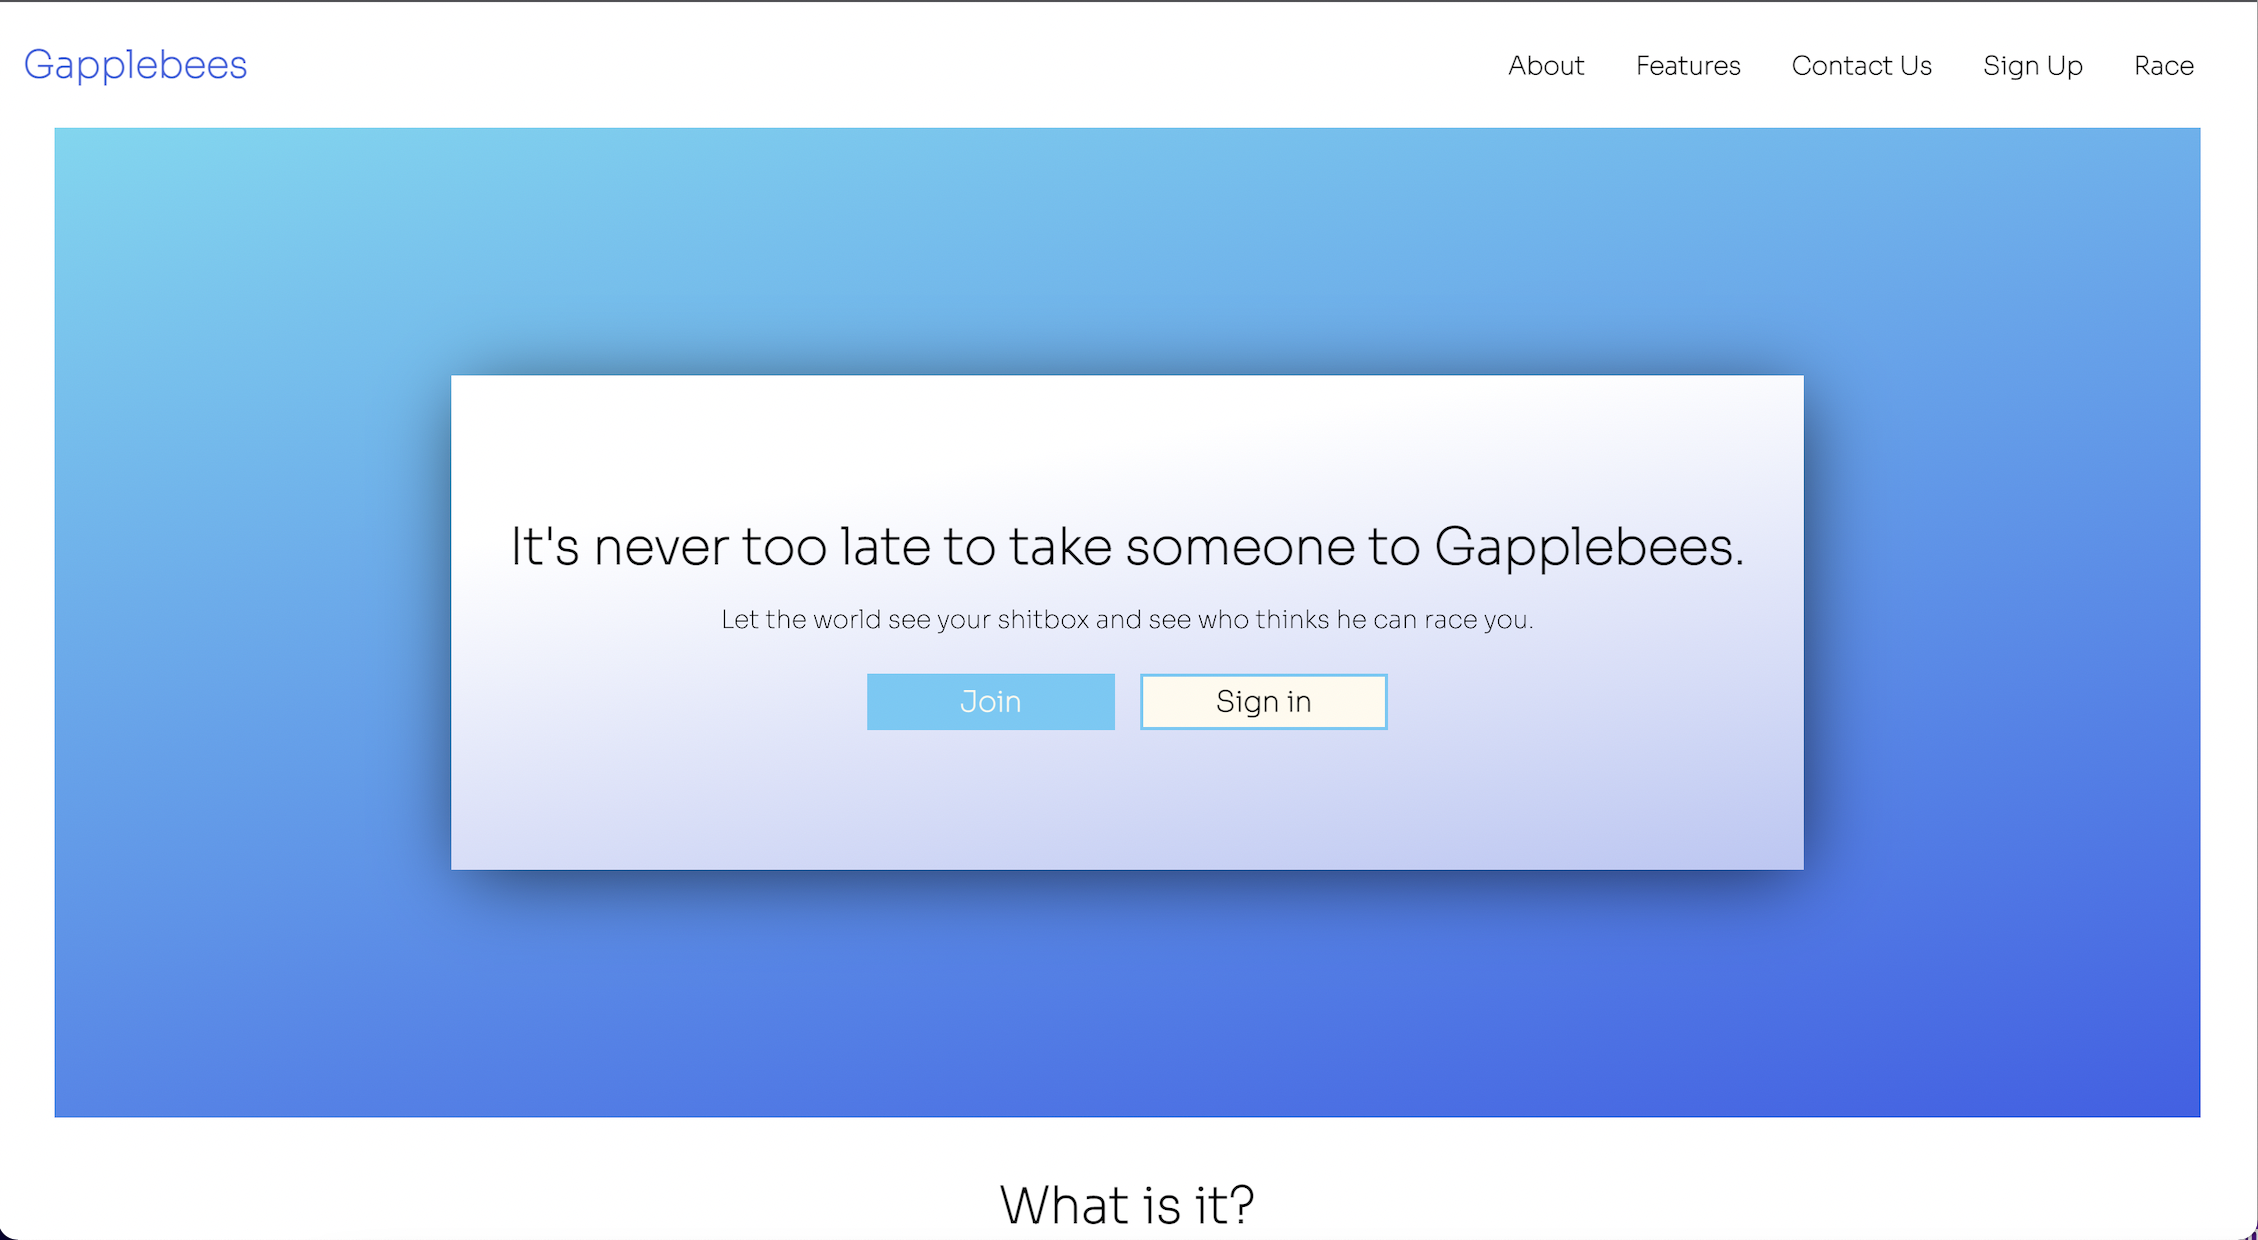 Gapplebees
About Features Contact Us Sign Up Race
It's never too late to take someone to Gapplebees.
Let the world see your shitbox and see who thinks he can race you.
Join Sign in
What is it?